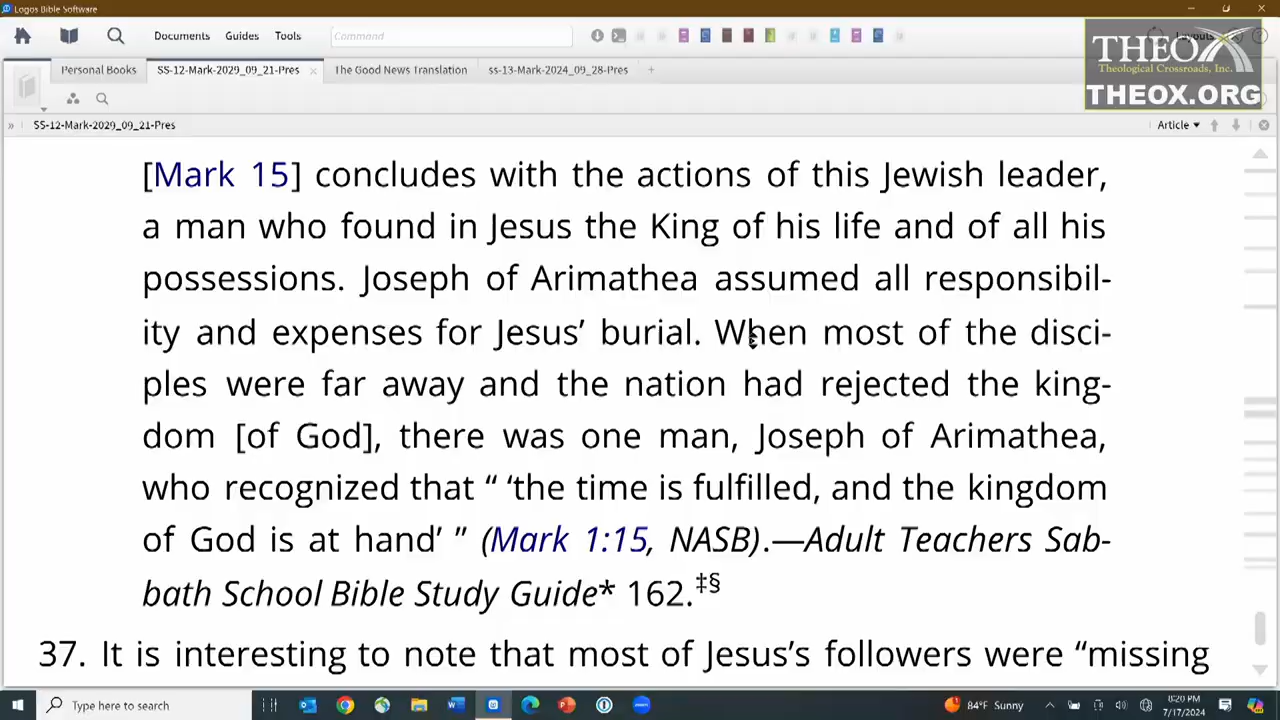 Logos Bible Software
Documents Guides Tools Command
THEOX
Theological Crossroads, Inc.
THEOX.ORG
Personal Books SS-12-Mark-2029_09_21-Pres The Good News ss-13-Mark-2024_09_28-Pres
SS-12-Mark-2029_09_21-Pres Article
[Mark 15] concludes with the actions of this Jewish leader,
a man who found in Jesus the King of his life and of all his
possessions. Joseph of Arimathea assumed all responsibil-
ity and expenses for Jesus’ burial. When most of the disci-
ples were far away and the nation had rejected the king-
dom [of God], there was one man, Joseph of Arimathea,
who recognized that “ ‘the time is fulfilled, and the kingdom
of God is at hand’ ” (Mark 1:15, NASB).—Adult Teachers Sab-
bath School Bible Study Guide* 162.‡§
37. It is interesting to note that most of Jesus’s followers were “missing
Type here to search
84°F Sunny
8:20 PM
7/17/2024